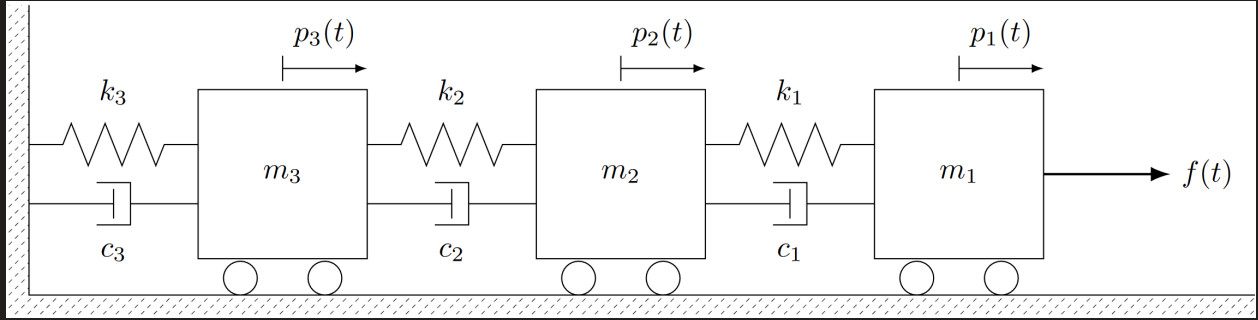 p₃(t) p₂(t) p₁(t)
k₃ k₂ k₁
m₃ m₂ m₁ f(t)
c₃ c₂ c₁